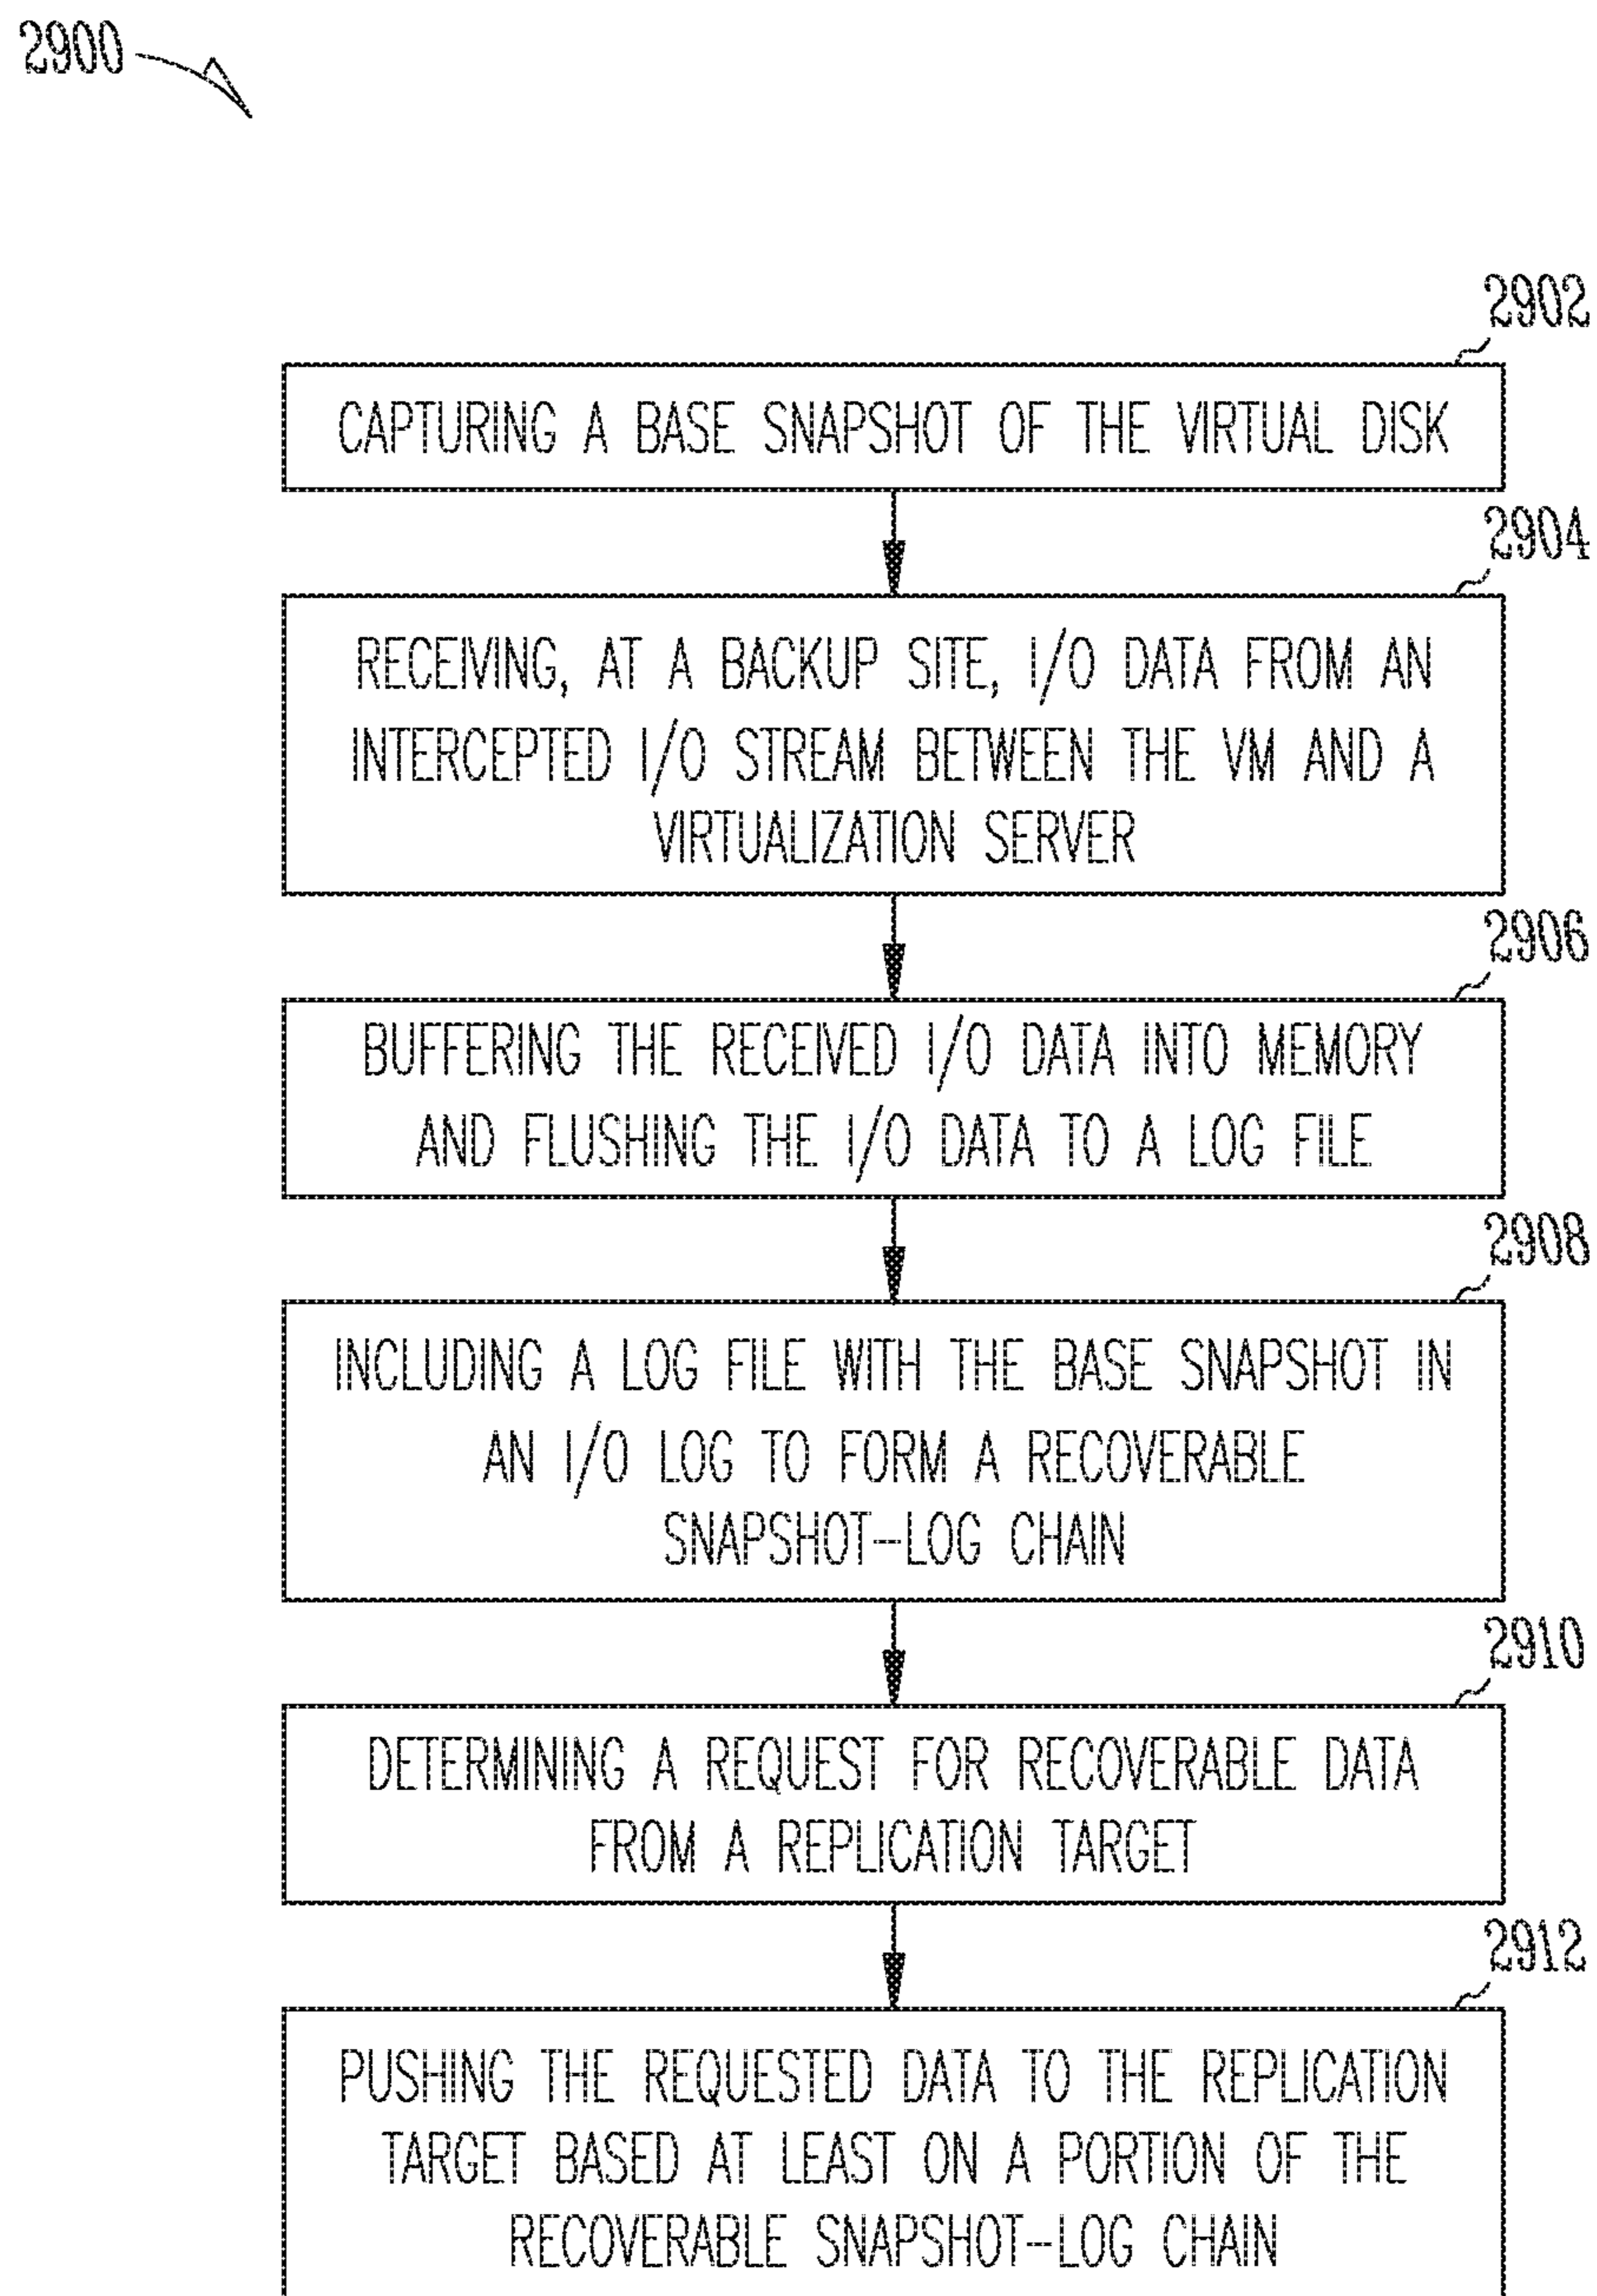 2900
2902
CAPTURING A BASE SNAPSHOT OF THE VIRTUAL DISK
2904
RECEIVING, AT A BACKUP SITE, I/O DATA FROM AN
INTERCEPTED I/O STREAM BETWEEN THE VM AND A
VIRTUALIZATION SERVER
2906
BUFFERING THE RECEIVED I/O DATA INTO MEMORY
AND FLUSHING THE I/O DATA TO A LOG FILE
2908
INCLUDING A LOG FILE WITH THE BASE SNAPSHOT IN
AN I/O LOG TO FORM A RECOVERABLE
SNAPSHOT--LOG CHAIN
2910
DETERMINING A REQUEST FOR RECOVERABLE DATA
FROM A REPLICATION TARGET
2912
PUSHING THE REQUESTED DATA TO THE REPLICATION
TARGET BASED AT LEAST ON A PORTION OF THE
RECOVERABLE SNAPSHOT--LOG CHAIN